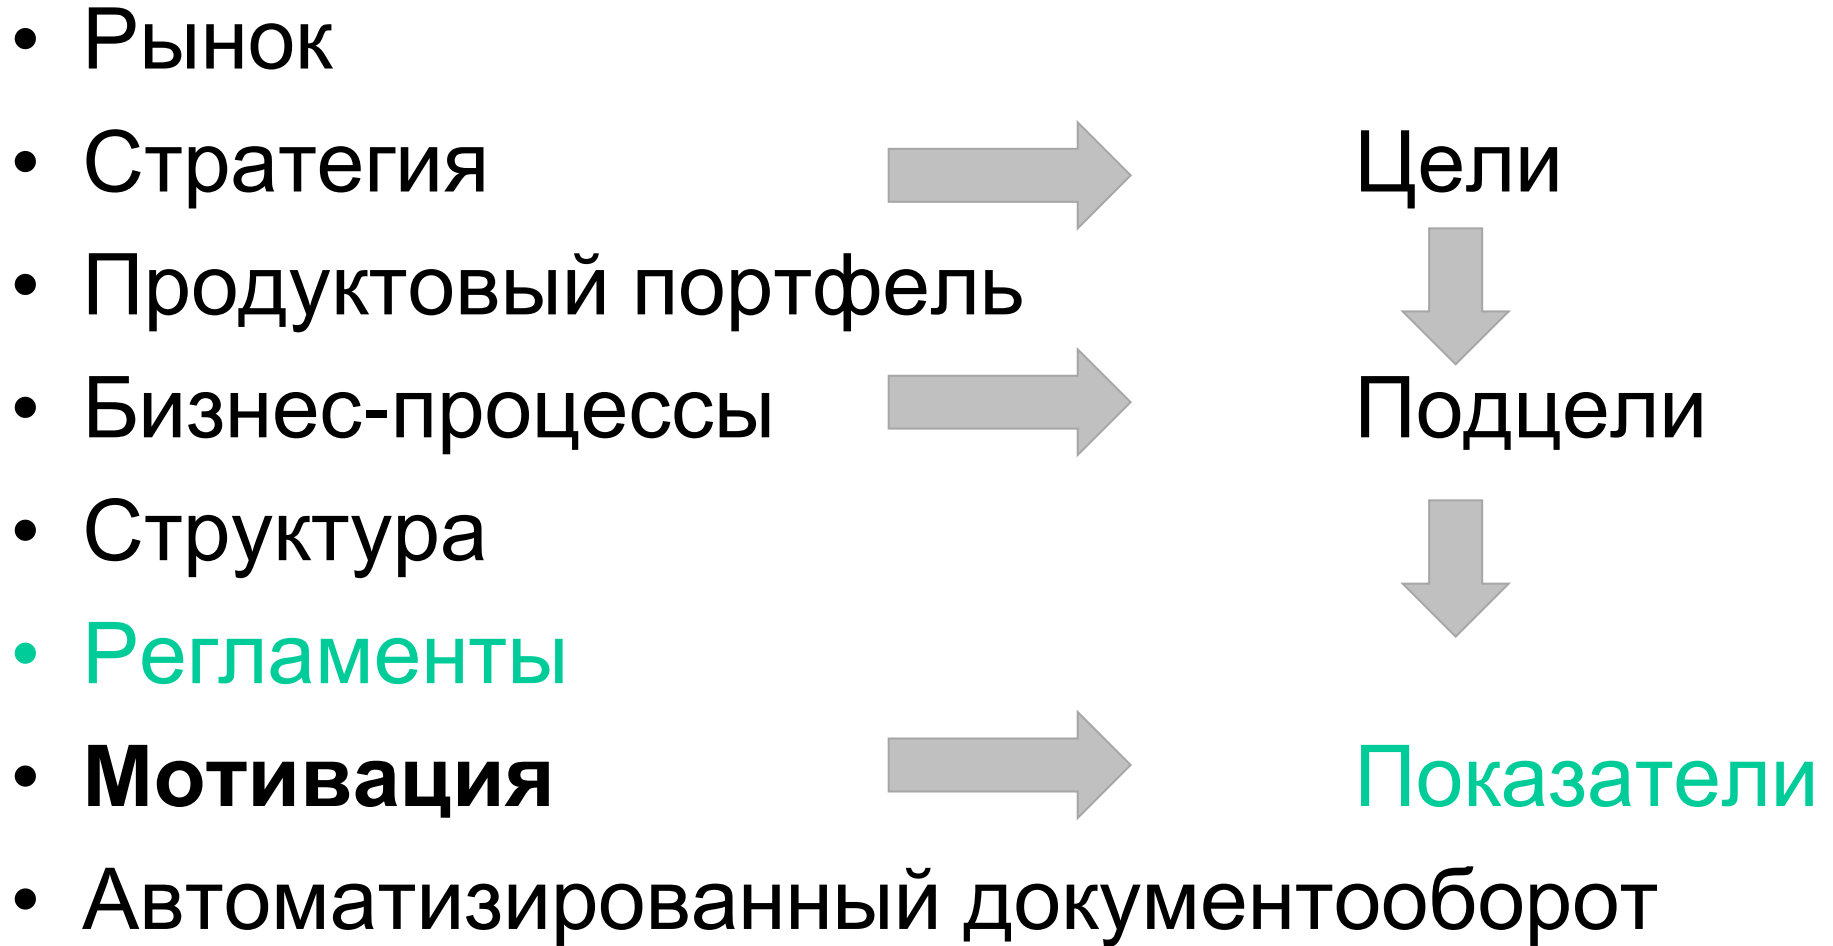 • Рынок
• Стратегия Цели
• Продуктовый портфель
• Бизнес-процессы Подцели
• Структура
• Регламенты
• Мотивация Показатели
• Автоматизированный документооборот